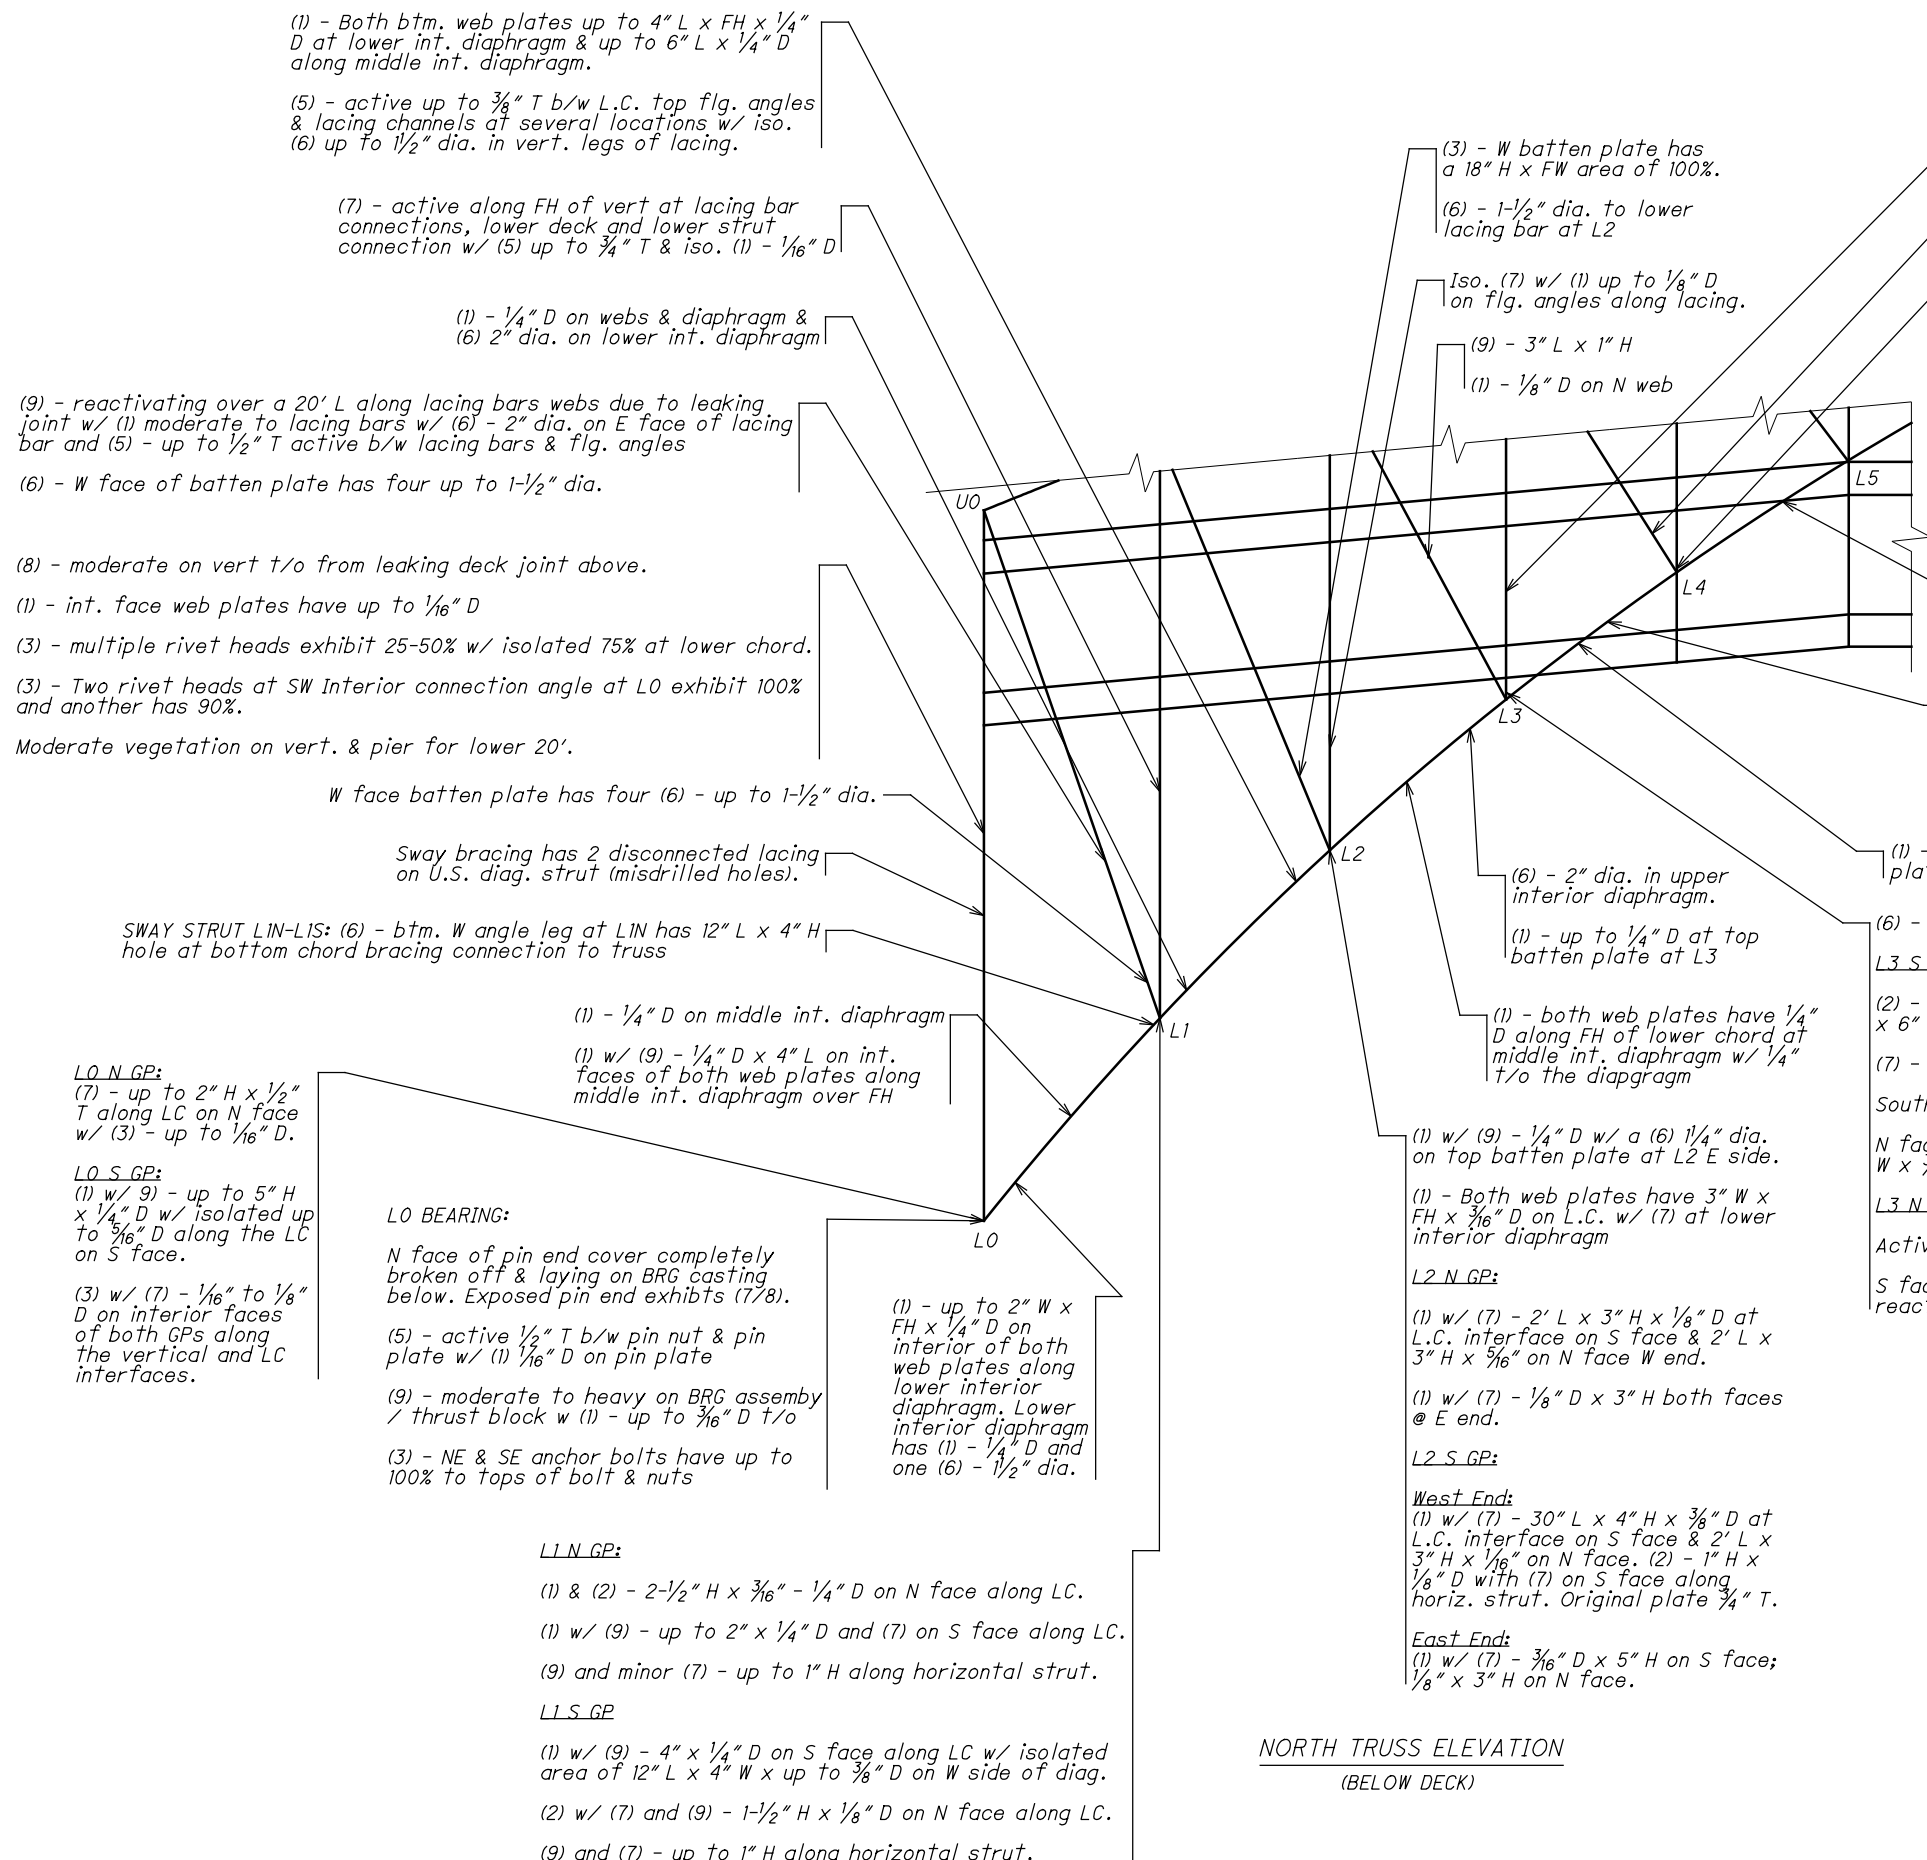 (1) - Both btm. web plates up to 4" L x FH x 1/4"
D at lower int. diaphragm & up to 6" L x 1/4" D
along middle int. diaphragm.
(5) - active up to 3/8" T b/w L.C. top flg. angles
& lacing channels at several locations w/ iso.
(6) up to 1 1/2" dia. in vert. legs of lacing.
(7) - active along FH of vert at lacing bar
connections, lower deck and lower strut
connection w/ (5) up to 3/4" T & iso. (1) - 1/16" D
(1) - 1/4" D on webs & diaphragm &
(6) 2" dia. on lower int. diaphragm
(9) - reactivating over a 20' L along lacing bars webs due to leaking
joint w/ (1) moderate to lacing bars w/ (6) - 2" dia. on E face of lacing
bar and (5) - up to 1/2" T active b/w lacing bars & flg. angles
(6) - W face of batten plate has four up to 1-1/2" dia.
(8) - moderate on vert t/o from leaking deck joint above.
(1) - int. face web plates have up to 1/16" D
(3) - multiple rivet heads exhibit 25-50% w/ isolated 75% at lower chord.
(3) - Two rivet heads at SW Interior connection angle at L0 exhibit 100%
and another has 90%.
Moderate vegetation on vert. & pier for lower 20'.
W face batten plate has four (6) - up to 1-1/2" dia.
Sway bracing has 2 disconnected lacing
on U.S. diag. strut (misdrilled holes).
SWAY STRUT L1N-L1S: (6) - btm. W angle leg at L1N has 12" L x 4" H
hole at bottom chord bracing connection to truss
(1) - 1/4" D on middle int. diaphragm
(1) w/ (9) - 1/4" D x 4" L on int.
faces of both web plates along
middle int. diaphragm over FH
L0 N GP:
(7) - up to 2" H x 1/2"
T along LC on N face
w/ (3) - up to 1/16" D.
L0 S GP:
(1) w/ 9) - up to 5" H
x 1/4" D w/ isolated up
to 5/16" D along the LC
on S face.
(3) w/ (7) - 1/16" to 1/8"
D on interior faces
of both GPs along
the vertical and LC
interfaces.
L0 BEARING:
N face of pin end cover completely
broken off & laying on BRG casting
below. Exposed pin end exhibts (7/8).
(5) - active 1/2" T b/w pin nut & pin
plate w/ (1) 1/16" D on pin plate
(9) - moderate to heavy on BRG assemby
/ thrust block w (1) - up to 3/16" D t/o
(3) - NE & SE anchor bolts have up to
100% to tops of bolt & nuts
(1) - up to 2" W x
FH x 1/4" D on
interior of both
web plates along
lower interior
diaphragm. Lower
interior diaphragm
has (1) - 1/4" D and
one (6) - 1 1/2" dia.
L1 N GP:
(1) & (2) - 2-1/2" H x 3/16" - 1/4" D on N face along LC.
(1) w/ (9) - up to 2" x 1/4" D and (7) on S face along LC.
(9) and minor (7) - up to 1" H along horizontal strut.
L1 S GP
(1) w/ (9) - 4" x 1/4" D on S face along LC w/ isolated
area of 12" L x 4" W x up to 3/8" D on W side of diag.
(2) w/ (7) and (9) - 1-1/2" H x 1/8" D on N face along LC.
(9) and (7) - up to 1" H along horizontal strut.
U0
L0
L1
L2
L3
L4
L5
(3) - W batten plate has
a 18" H x FW area of 100%.
(6) - 1-1/2" dia. to lower
lacing bar at L2
Iso. (7) w/ (1) up to 1/8" D
on flg. angles along lacing.
(9) - 3" L x 1" H
(1) - 1/8" D on N web
(6) - 2" dia. in upper
interior diaphragm.
(1) - up to 1/4" D at top
batten plate at L3
(1) - both web plates have 1/4"
D along FH of lower chord at
middle int. diaphragm w/ 1/4"
t/o the diapgragm
(1) w/ (9) - 1/4" D w/ a (6) 1 1/4" dia.
on top batten plate at L2 E side.
(1) - Both web plates have 3" W x
FH x 3/16" D on L.C. w/ (7) at lower
interior diaphragm
L2 N GP:
(1) w/ (7) - 2' L x 3" H x 1/8" D at
L.C. interface on S face & 2' L x
3" H x 5/16" on N face W end.
(1) w/ (7) - 1/8" D x 3" H both faces
@ E end.
L2 S GP:
West End:
(1) w/ (7) - 30" L x 4" H x 3/8" D at
L.C. interface on S face & 2' L x
3" H x 1/16" on N face. (2) - 1" H x
1/8" D with (7) on S face along
horiz. strut. Original plate 3/4" T.
East End:
(1) w/ (7) - 3/16" D x 5" H on S face;
1/8" x 3" H on N face.
(1) -
(6) -
L3 S
(2) -
x 6"
(7) -
W x
L3 N
NORTH TRUSS ELEVATION
(BELOW DECK)